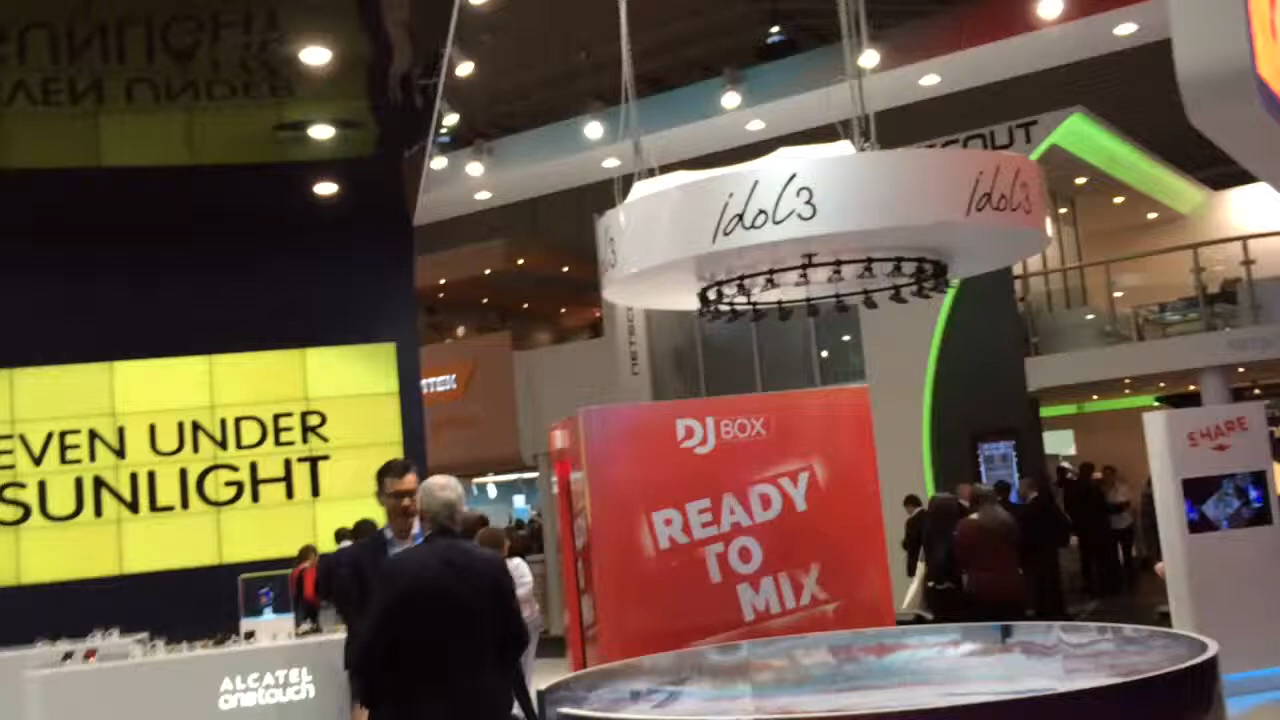 idol3
idol3
EVEN UNDER
SUNLIGHT
DJ BOX
READY
TO
MIX
SHARE
ALCATEL
onetouch